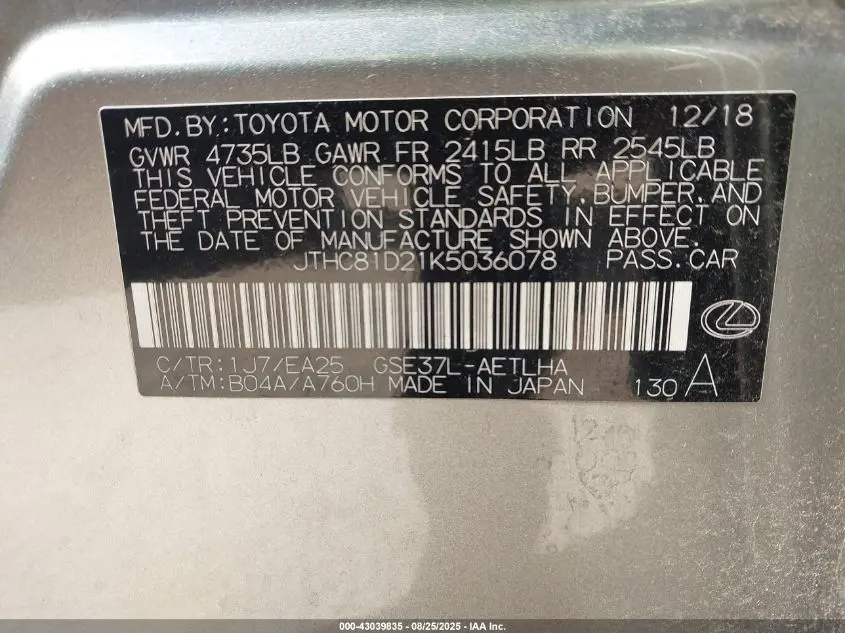 MFD.BY:TOYOTA MOTOR CORPORATION 12/18
GVWR 4735LB GAWR FR 2415LB RR 2545LB
THIS VEHICLE CONFORMS TO ALL APPLICABLE
FEDERAL MOTOR VEHICLE SAFETY,BUMPER,AND
THEFT PREVENTION STANDARDS IN EFFECT ON
THE DATE OF MANUFACTURE SHOWN ABOVE.
JTHC81D21K5036078 PASS.CAR
C/TR:1J7/EA25 GSE37L-AETLHA
A/TM:B04A/A760H MADE IN JAPAN 130 A
000-43039835 - 08/25/2025 - IAA Inc.